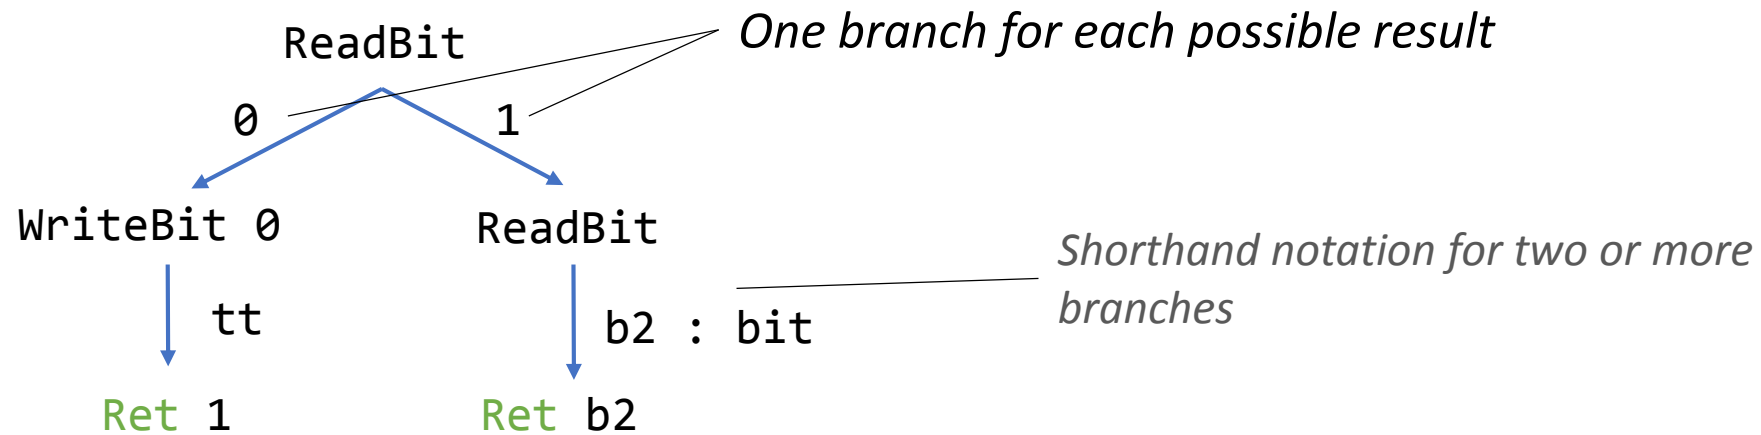 ReadBit
One branch for each possible result
0
1
WriteBit 0
ReadBit
Shorthand notation for two or more
branches
tt
b2 : bit
Ret 1
Ret b2